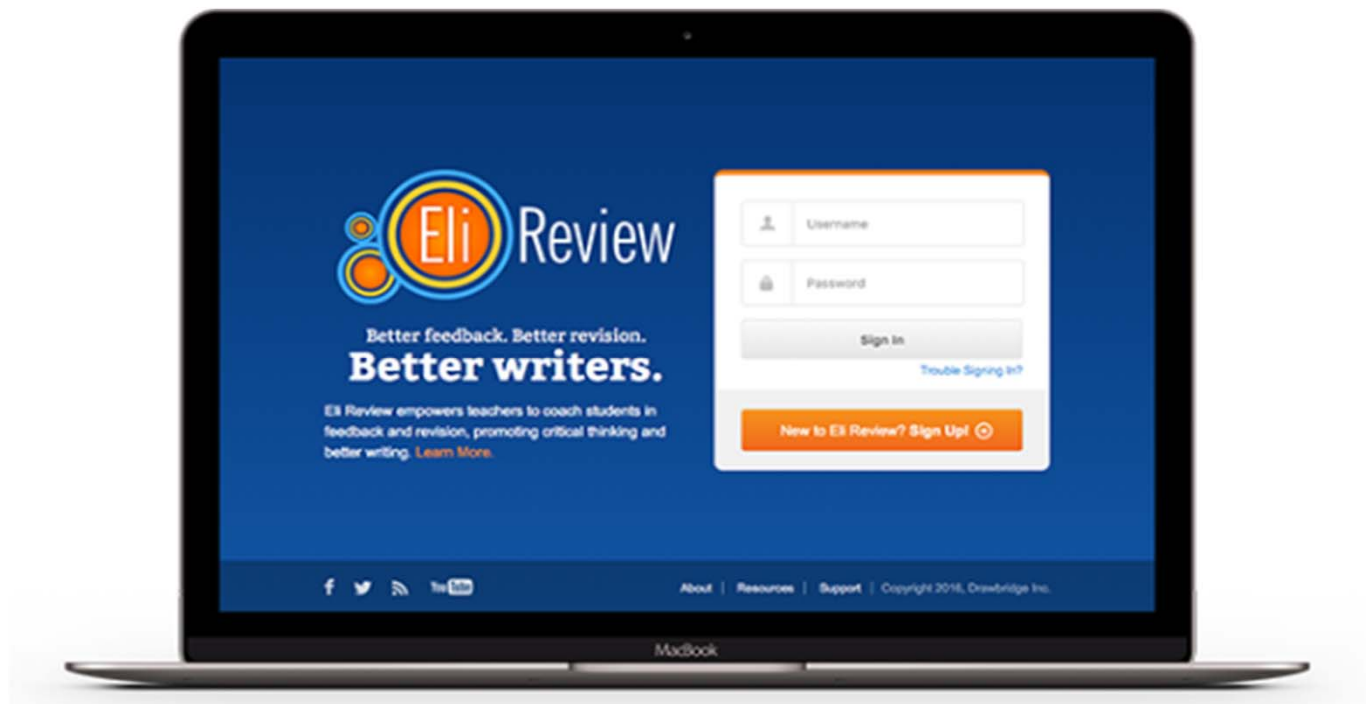 Eli Review
Username
Password
Better feedback. Better revision.
Better writers.
Sign In
Trouble Signing In?
Eli Review empowers teachers to coach students in
feedback and revision, promoting critical thinking and
better writing. Learn More.
New to Eli Review? Sign Up!
You Tube
About | Resources | Support | Copyright 2016, Drawbridge Inc.
MacBook